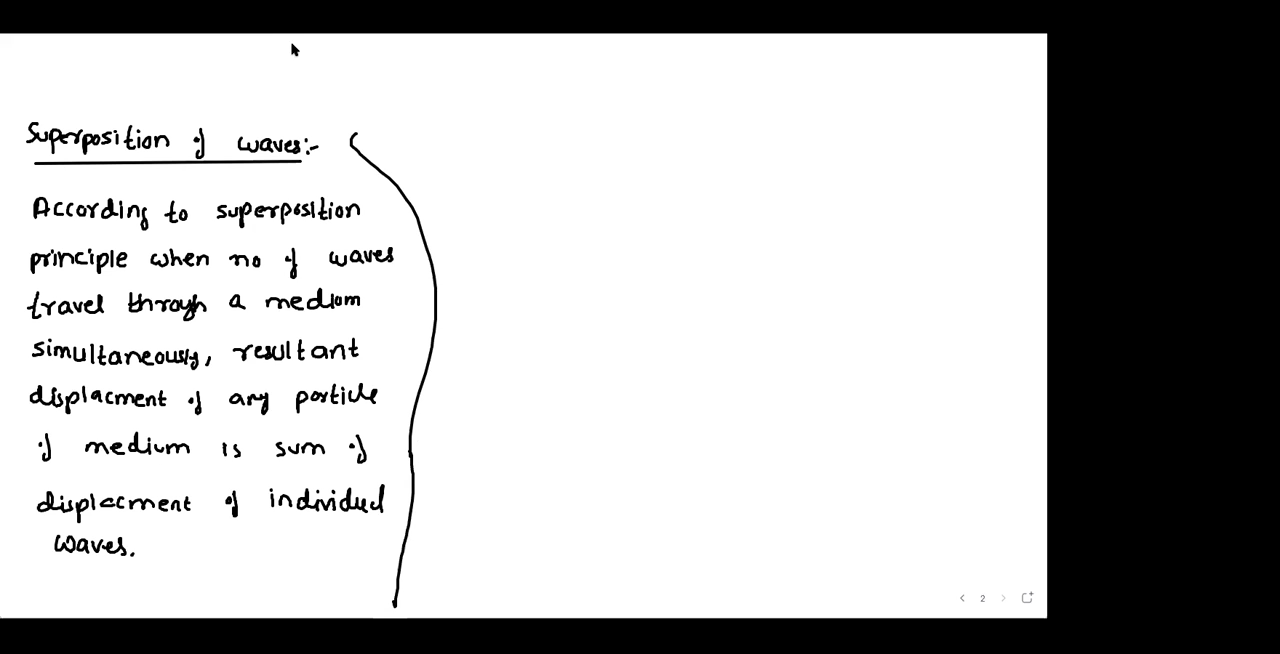 Superposition of waves:-
According to superposition
principle when no of waves
travel through a medium
simultaneously, resultant
displacment of any particle
of medium is sum of
displacment of individual
waves.
2